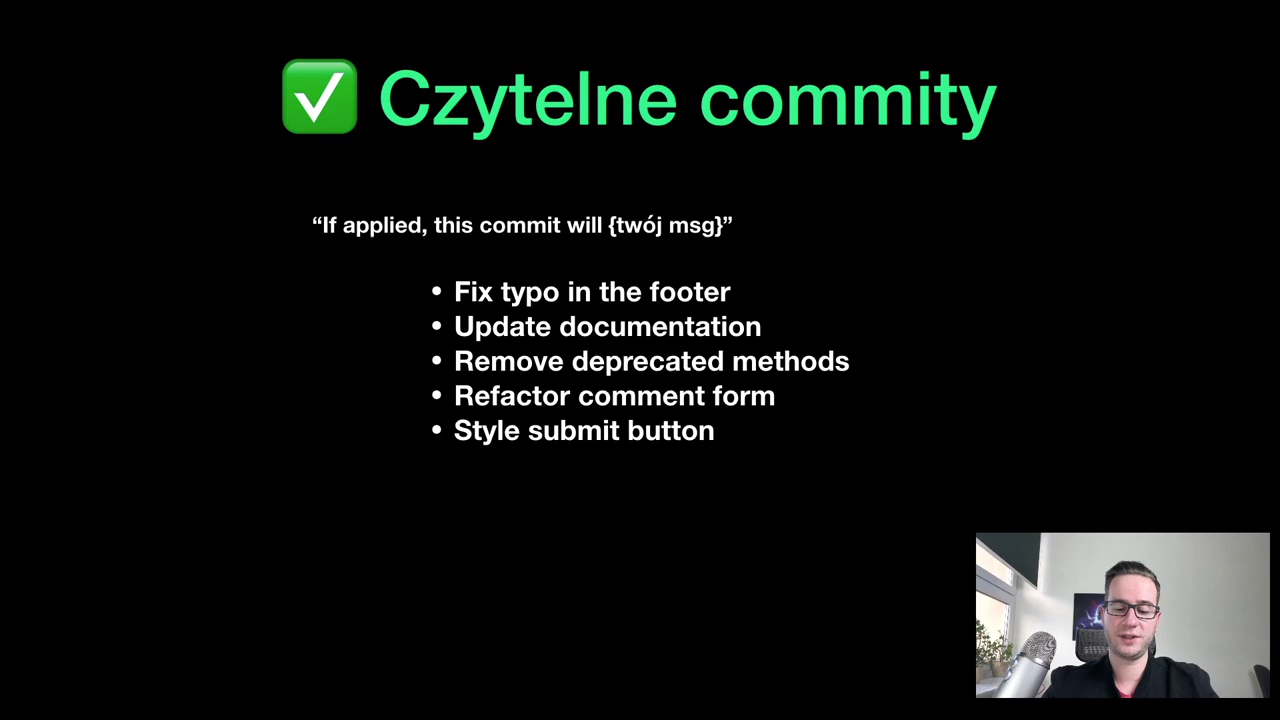 ✅ Czytelne commity
“If applied, this commit will {twój msg}”
• Fix typo in the footer
• Update documentation
• Remove deprecated methods
• Refactor comment form
• Style submit button